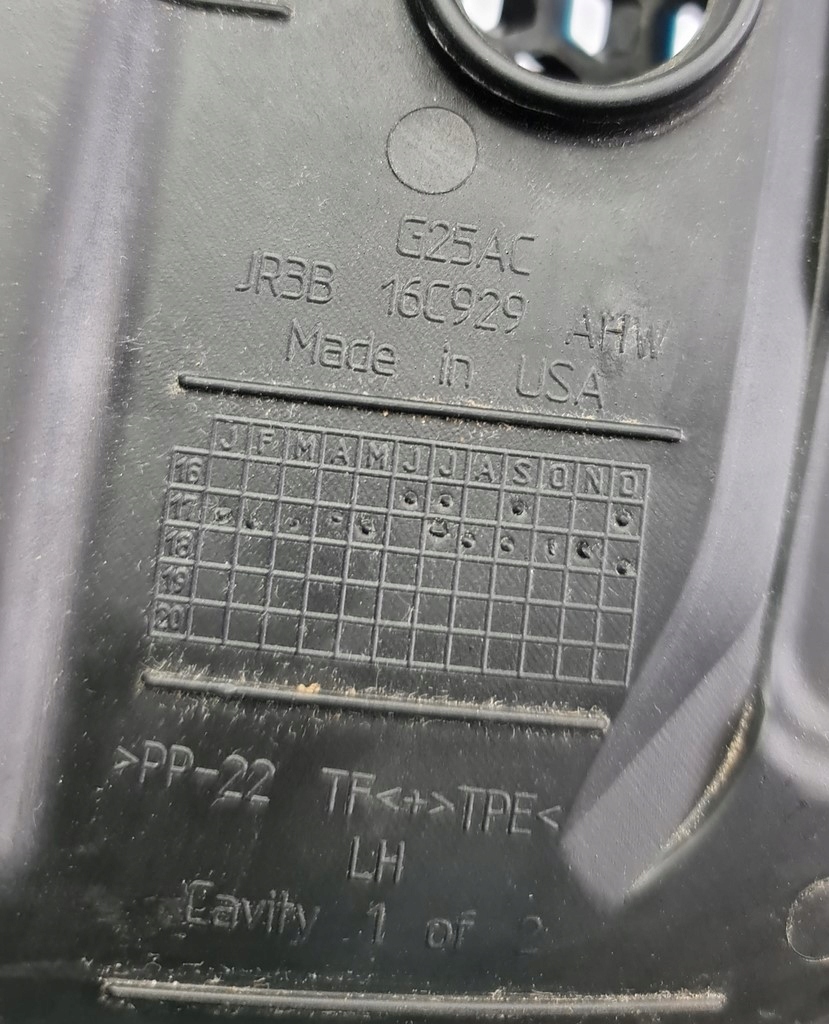 G25AC
JR3B 16C929 AHW
Made in USA
J F M A M J J A S O N D
16
17
18
19
20
>PP-22 TF<+>TPE<
LH
Cavity 1 of 2